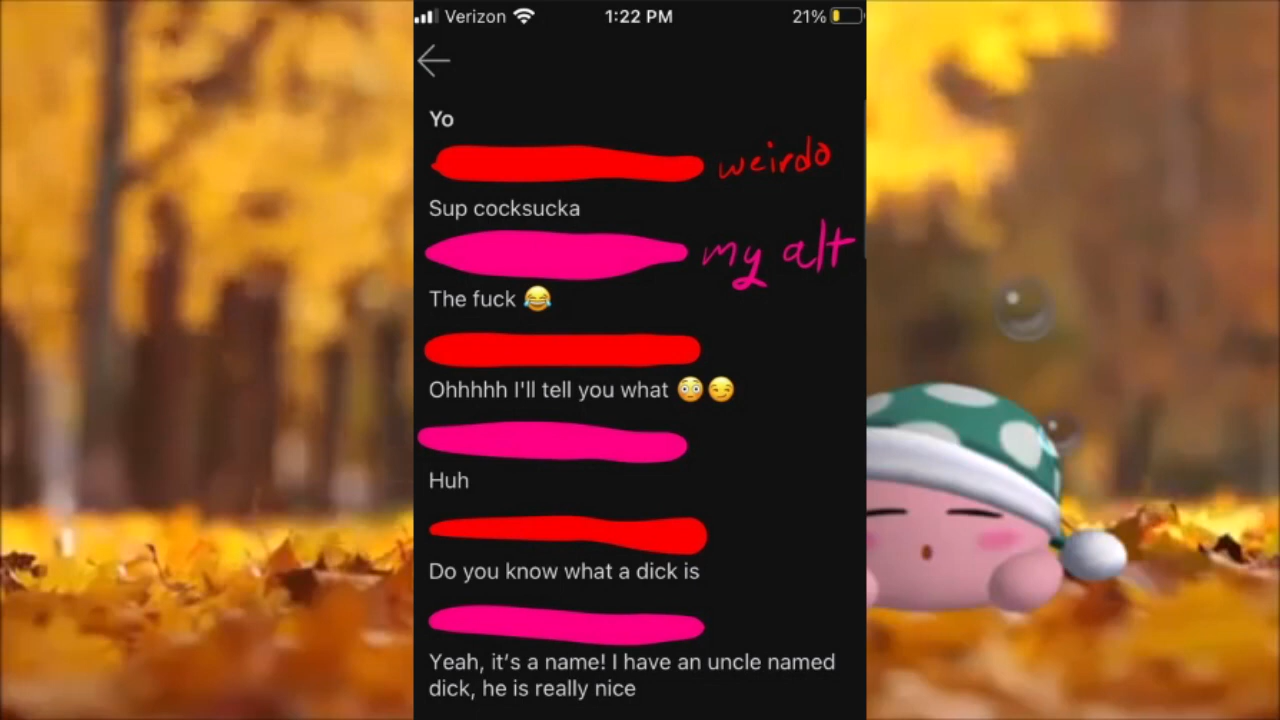 Verizon 1:22 PM 21%
Yo
weirdo
Sup cocksucka
my alt
The fuck 😂
Ohhhhh I'll tell you what 😳😏
Huh
Do you know what a dick is
Yeah, it's a name! I have an uncle named
dick, he is really nice